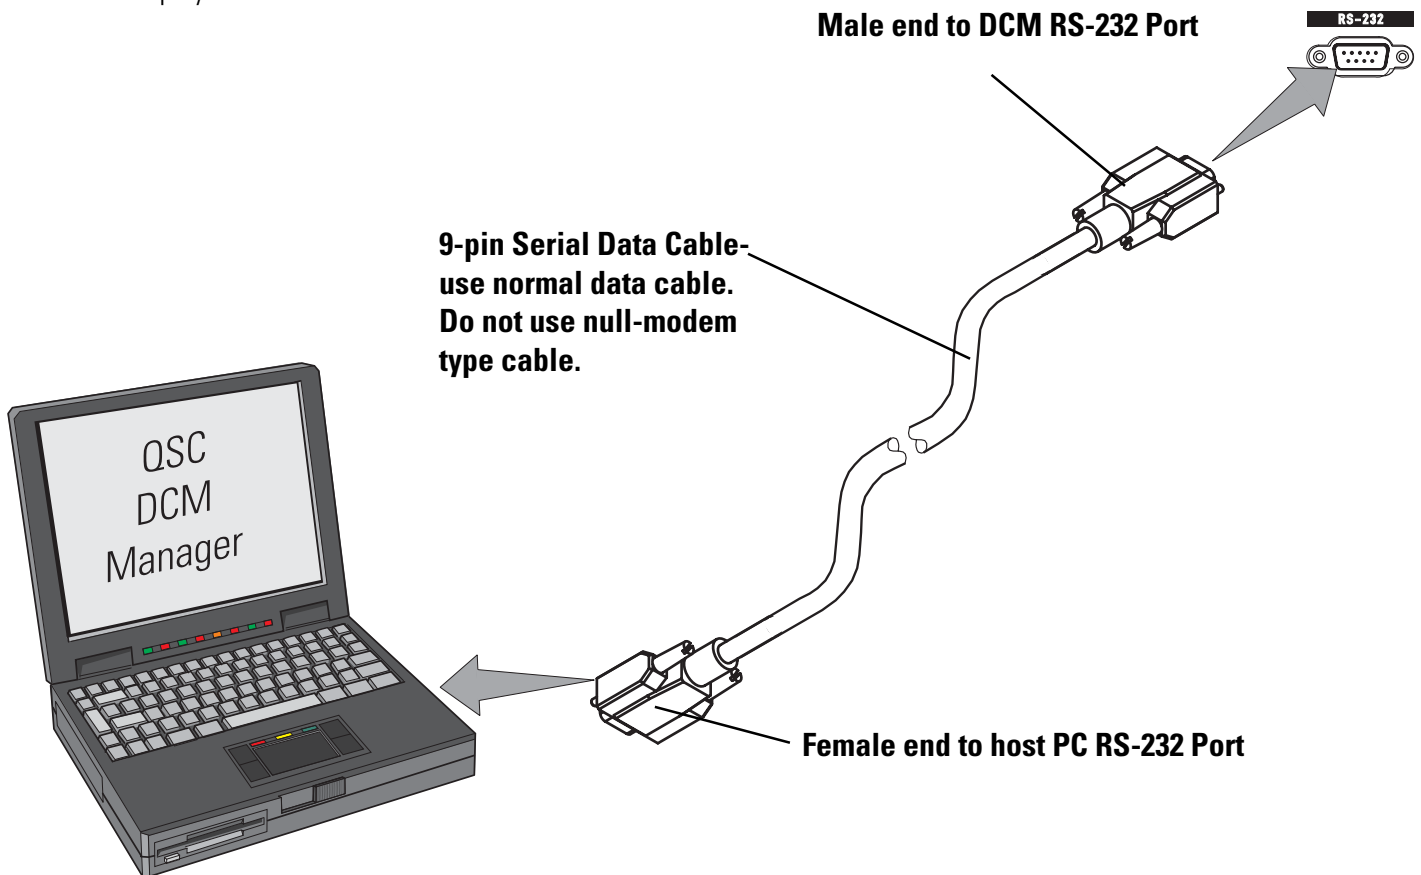 Male end to DCM RS-232 Port
RS-232
9-pin Serial Data Cable-
use normal data cable.
Do not use null-modem
type cable.
QSC
DCM
Manager
Female end to host PC RS-232 Port